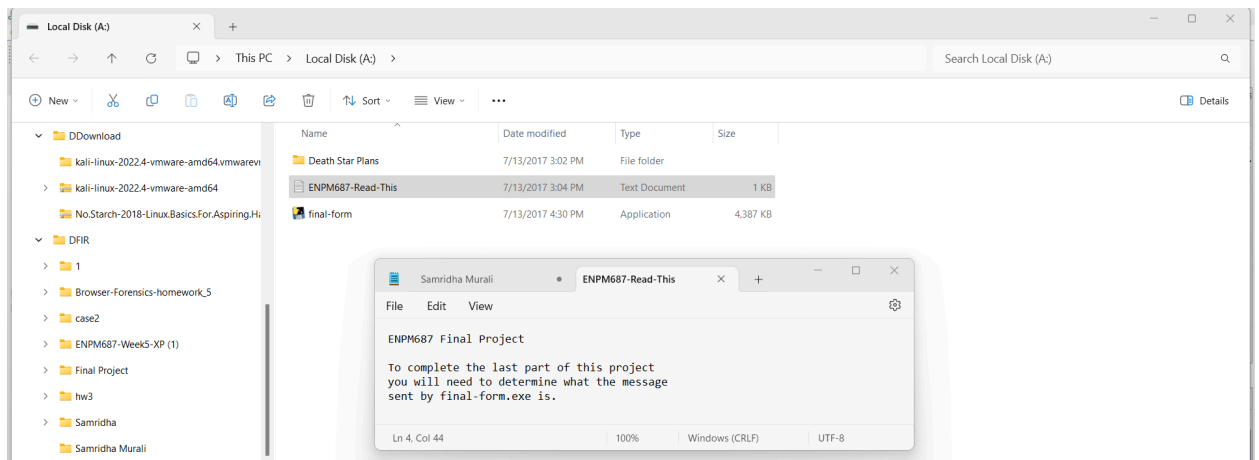 Local Disk (A:)
This PC > Local Disk (A:) >
Search Local Disk (A:)
New
Sort
View
Details
DDownload
kali-linux-2022.4-vmware-amd64.vmwarevr
kali-linux-2022.4-vmware-amd64
No.Starch-2018-Linux.Basics.For.Aspiring.Ha
DFIR
1
Browser-Forensics-homework_5
case2
ENPM687-Week5-XP (1)
Final Project
hw3
Samridha
Samridha Murali
Name Date modified Type Size
Death Star Plans 7/13/2017 3:02 PM File folder
ENPM687-Read-This 7/13/2017 3:04 PM Text Document 1 KB
final-form 7/13/2017 4:30 PM Application 4,387 KB
Samridha Murali
ENPM687-Read-This
File Edit View
ENPM687 Final Project
To complete the last part of this project
you will need to determine what the message
sent by final-form.exe is.
Ln 4, Col 44 100% Windows (CRLF) UTF-8